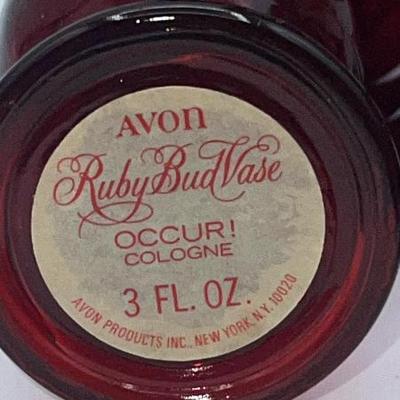 AVON
Ruby Bud Vase
OCCUR!
COLOGNE
3 FL. OZ.
AVON PRODUCTS INC., NEW YORK, N.Y. 10020